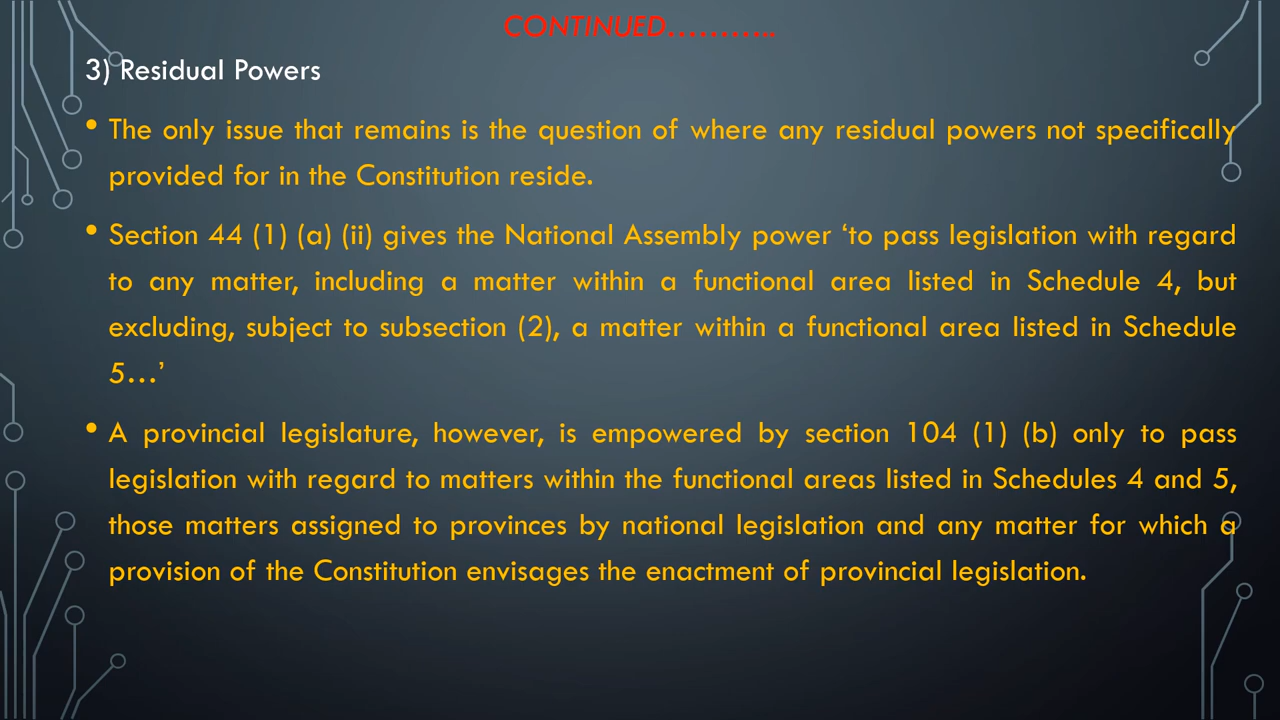 CONTINUED………..
3) Residual Powers
• The only issue that remains is the question of where any residual powers not specifically
provided for in the Constitution reside.
• Section 44 (1) (a) (ii) gives the National Assembly power ‘to pass legislation with regard
to any matter, including a matter within a functional area listed in Schedule 4, but
excluding, subject to subsection (2), a matter within a functional area listed in Schedule
5…’
• A provincial legislature, however, is empowered by section 104 (1) (b) only to pass
legislation with regard to matters within the functional areas listed in Schedules 4 and 5,
those matters assigned to provinces by national legislation and any matter for which a
provision of the Constitution envisages the enactment of provincial legislation.